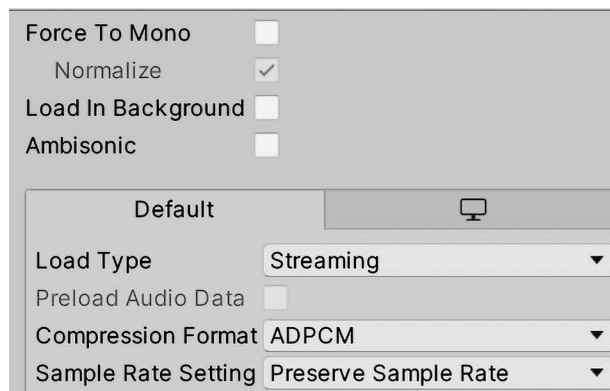 Force To Mono
Normalize
Load In Background
Ambisonic
Default
Load Type Streaming
Preload Audio Data
Compression Format ADPCM
Sample Rate Setting Preserve Sample Rate